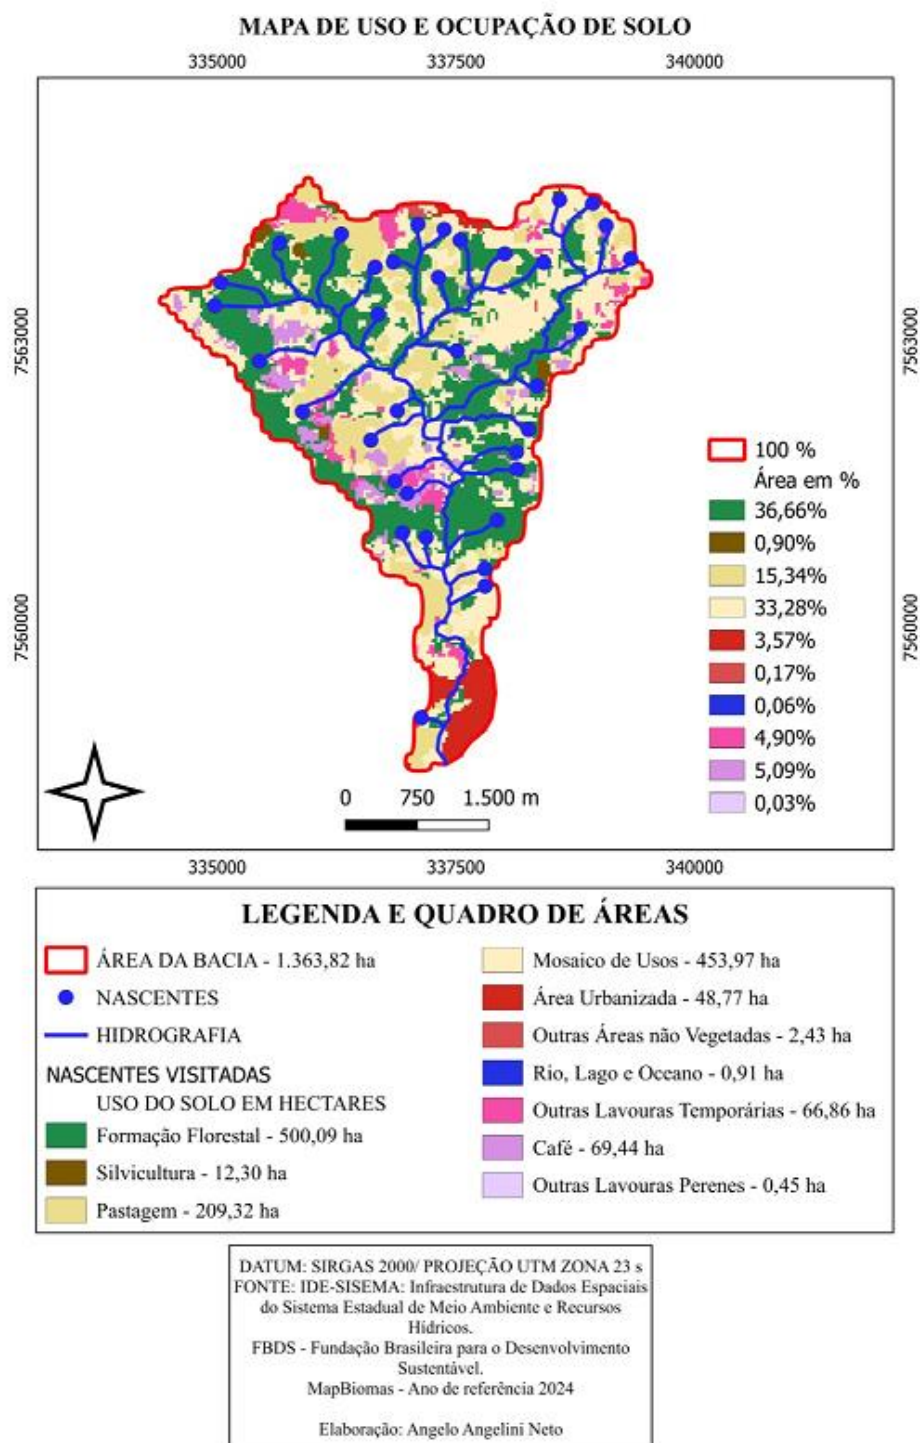 MAPA DE USO E OCUPAÇÃO DE SOLO
335000 337500 340000
7563000 7563000
100 %
Área em %
36,66%
0,90%
15,34%
33,28%
3,57%
0,17%
0,06%
4,90%
5,09%
0,03%
7560000 7560000
0 750 1.500 m
335000 337500 340000
LEGENDA E QUADRO DE ÁREAS
ÁREA DA BACIA - 1.363,82 ha
NASCENTES
HIDROGRAFIA
NASCENTES VISITADAS
USO DO SOLO EM HECTARES
Formação Florestal - 500,09 ha
Silvicultura - 12,30 ha
Pastagem - 209,32 ha
Mosaico de Usos - 453,97 ha
Área Urbanizada - 48,77 ha
Outras Áreas não Vegetadas - 2,43 ha
Rio, Lago e Oceano - 0,91 ha
Outras Lavouras Temporárias - 66,86 ha
Café - 69,44 ha
Outras Lavouras Perenes - 0,45 ha
DATUM: SIRGAS 2000/ PROJEÇÃO UTM ZONA 23 s
FONTE: IDE-SISEMA: Infraestrutura de Dados Espaciais
do Sistema Estadual de Meio Ambiente e Recursos
Hídricos.
FBDS - Fundação Brasileira para o Desenvolvimento
Sustentável.
MapBiomas - Ano de referência 2024
Elaboração: Angelo Angelini Neto